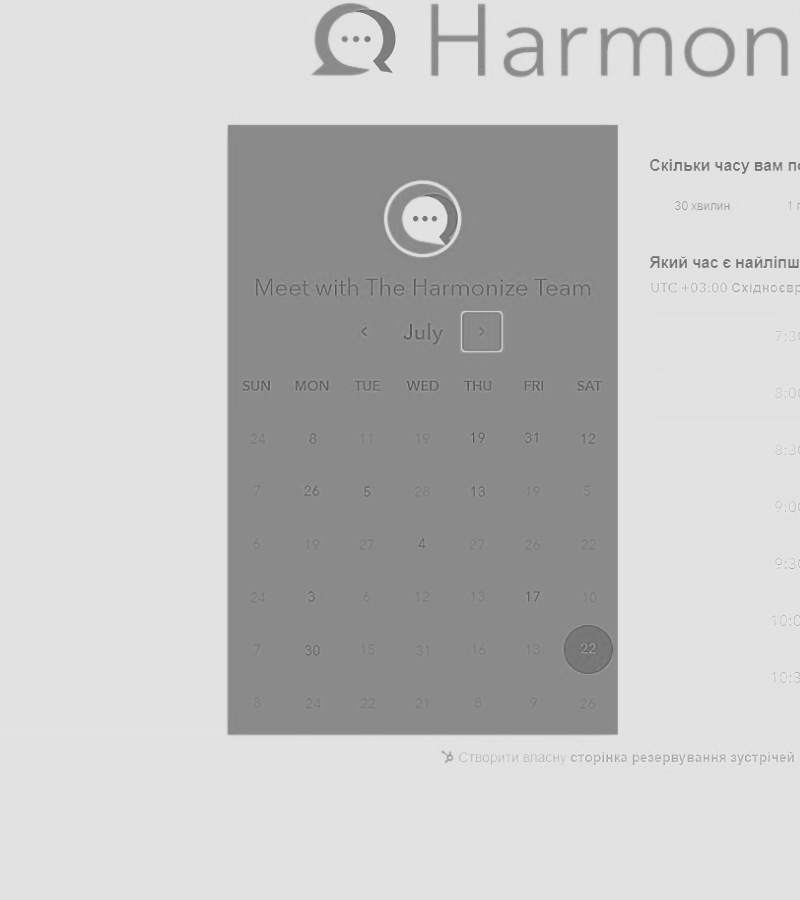 Harmon
Meet with The Harmonize Team
July
SUN MON TUE WED THU FRI SAT
24 8 11 19 19 31 12
7 26 5 28 13 19 5
6 19 27 4 27 26 22
24 3 6 12 13 17 10
7 30 15 31 16 13 22
8 24 22 21 8 9 26
Скільки часу вам по
30 хвилин 1 г
Який час є найліпш
UTC +03:00 Східноєвр
7:30
8:00
8:30
9:00
9:30
10:0
10:3
Створити власну сторінка резервування зустрічей